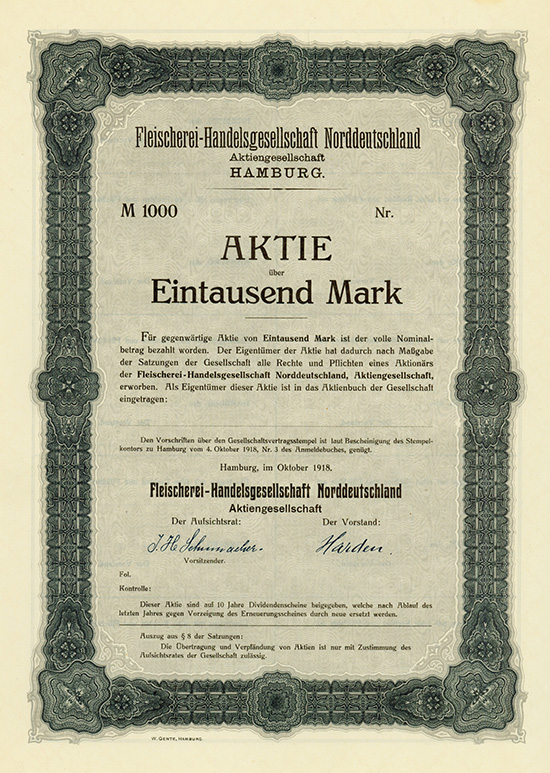 Fleischerei-Handelsgesellschaft Norddeutschland
Aktiengesellschaft
HAMBURG.
M 1000 Nr.
AKTIE
über
Eintausend Mark
Für gegenwärtige Aktie von Eintausend Mark ist der volle Nominal-
betrag bezahlt worden. Der Eigentümer der Aktie hat dadurch nach Maßgabe
der Satzungen der Gesellschaft alle Rechte und Pflichten eines Aktionärs
der Fleischerei-Handelsgesellschaft Norddeutschland, Aktiengesellschaft,
erworben. Als Eigentümer dieser Aktie ist in das Aktienbuch der Gesellschaft
eingetragen:
Den Vorschriften über den Gesellschaftsvertragsstempel ist laut Bescheinigung des Stempel-
kontors zu Hamburg vom 4. Oktober 1918, Nr. 3 des Anmeldebuches, genügt.
Hamburg, im Oktober 1918.
Fleischerei-Handelsgesellschaft Norddeutschland
Aktiengesellschaft
Der Aufsichtsrat: Der Vorstand:
J. H. Schumacher. Harden.
Vorsitzender.
Fol.
Kontrolle:
Dieser Aktie sind auf 10 Jahre Dividendenscheine beigegeben, welche nach Ablauf des
letzten Jahres gegen Vorzeigung des Erneuerungsscheines durch neue ersetzt werden.
Auszug aus § 8 der Satzungen:
Die Übertragung und Verpfändung von Aktien ist nur mit Zustimmung des
Aufsichtsrates der Gesellschaft zulässig.
W. GENTE, HAMBURG.